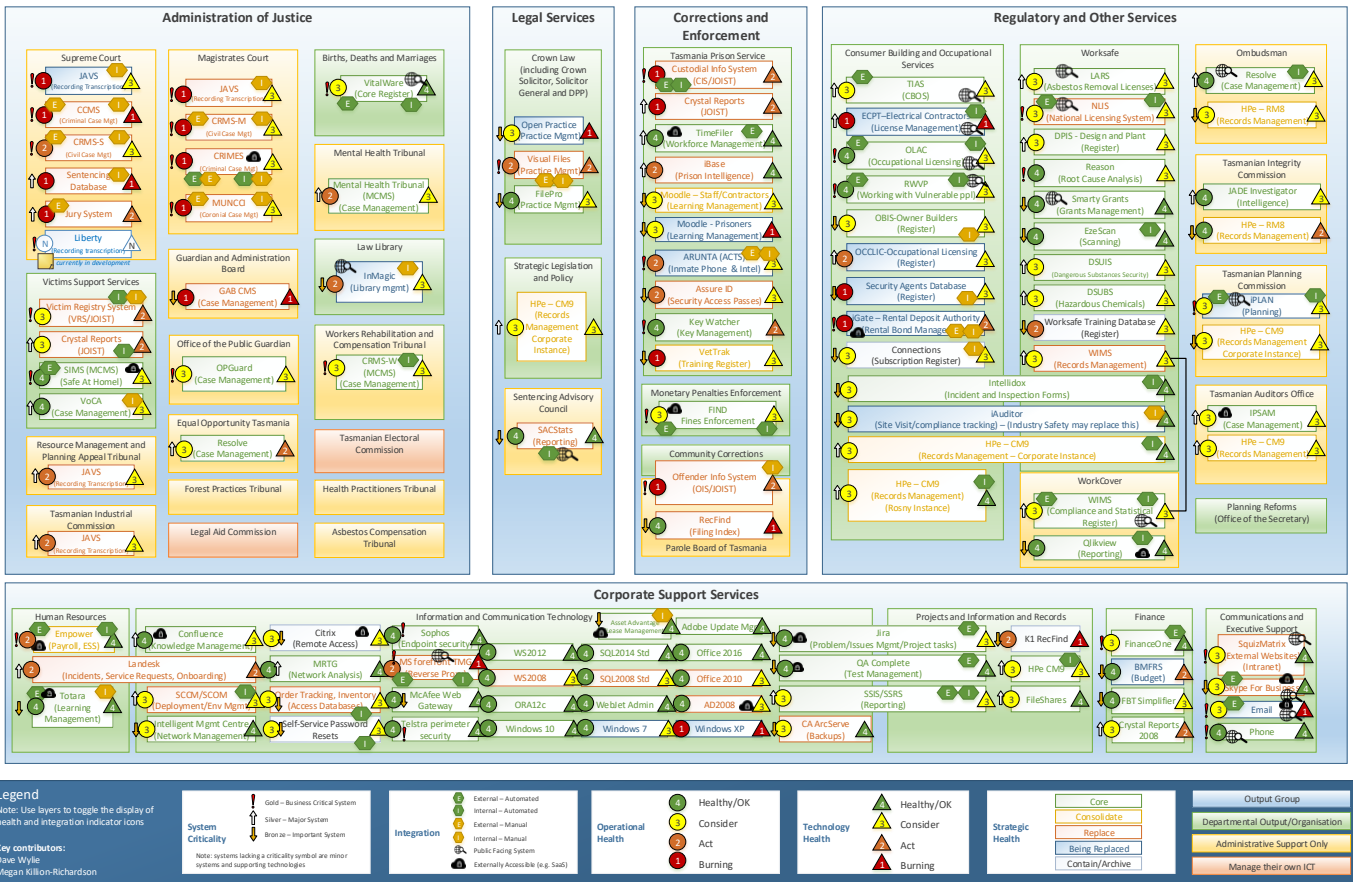 Administration of Justice
Supreme Court
JAVS
(Recording Transcription)
CCMS
(Criminal Case Mgt)
CRMS-S
(Civil Case Mgt)
Sentencing
Database
Jury System
Liberty
(Recording transcription)
currently in development
Victims Support Services
Victim Registry System
(VRS/JOIST)
Crystal Reports
(JOIST)
SIMS (MCMS)
(Safe At Home)
VoCA
(Case Management)
Resource Management and
Planning Appeal Tribunal
JAVS
(Recording Transcription)
Tasmanian Industrial
Commission
JAVS
(Recording Transcription)
Magistrates Court
JAVS
(Recording Transcription)
CRMS-M
(Civil Case Mgt)
CRIMES
(Criminal Case Mgt)
MUNCCI
(Coronial Case Mgt)
Guardian and Administration
Board
GAB CMS
(Case Management)
Office of the Public Guardian
OPGuard
(Case Management)
Equal Opportunity Tasmania
Resolve
(Case Management)
Forest Practices Tribunal
Legal Aid Commission
Births, Deaths and Marriages
VitalWare
(Core Register)
Mental Health Tribunal
Mental Health Tribunal
(MCMS)
(Case Management)
Law Library
InMagic
(Library mgmt)
Workers Rehabilitation and
Compensation Tribunal
CRMS-W
(MCMS)
(Case Management)
Tasmanian Electoral
Commission
Health Practitioners Tribunal
Asbestos Compensation
Tribunal
Legal Services
Crown Law
(including Crown
Solicitor, Solicitor
General and DPP)
Open Practice
(Practice Mgmt)
Visual Files
(Practice Mgmt)
FilePro
(Practice Mgmt)
Strategic Legislation
and Policy
HPe – CM9
(Records
Management
Corporate
Instance)
Sentencing Advisory
Council
SACStats
(Reporting)
Corrections and
Enforcement
Tasmania Prison Service
Custodial Info System
(CIS/JOIST)
Crystal Reports
(JOIST)
TimeFiler
(Workforce Management)
iBase
(Prison Intelligence)
Moodle – Staff/Contractors
(Learning Management)
Moodle - Prisoners
(Learning Management)
ARUNTA (ACTS)
(Inmate Phone & Intel)
Assure ID
(Security Access Passes)
Key Watcher
(Key Management)
VetTrak
(Training Register)
Monetary Penalties Enforcement
FIND
Fines Enforcement
Community Corrections
Offender Info System
(OIS/JOIST)
RecFind
(Filing Index)
Parole Board of Tasmania
Regulatory and Other Services
Consumer Building and Occupational
Services
TIAS
(CBOS)
ECPT–Electrical Contractors
(License Management)
OLAC
(Occupational Licensing)
RWVP
(Working with Vulnerable ppl)
OBIS-Owner Builders
(Register)
OCCLIC-Occupational Licensing
(Register)
Security Agents Database
(Register)
Gate – Rental Deposit Authority
(Rental Bond Management)
Connections
(Subscription Register)
Intellidox
(Incident and Inspection Forms)
iAuditor
(Site Visit/compliance tracking) – (Industry Safety may replace this)
HPe – CM9
(Records Management – Corporate Instance)
HPe – CM9
(Records Management)
(Rosny Instance)
Worksafe
LARS
(Asbestos Removal Licenses)
NLIS
(National Licensing System)
DPIS - Design and Plant
(Register)
Reason
(Root Cause Analysis)
Smarty Grants
(Grants Management)
EzeScan
(Scanning)
DSUIS
(Dangerous Substances Security)
DSUBS
(Hazardous Chemicals)
Worksafe Training Database
(Register)
WIMS
(Records Management)
WorkCover
WIMS
(Compliance and Statistical
Register)
Qlikview
(Reporting)
Ombudsman
Resolve
(Case Management)
HPe – RM8
(Records Management)
Tasmanian Integrity
Commission
JADE Investigator
(Intelligence)
HPe – RM8
(Records Management)
Tasmanian Planning
Commission
iPLAN
(Planning)
HPe – CM9
(Records Management
Corporate Instance)
Tasmanian Auditors Office
IPSAM
(Case Management)
HPe – CM9
(Records Management)
Planning Reforms
(Office of the Secretary)
Corporate Support Services
Human Resources
Empower
(Payroll, ESS)
Landesk
(Incidents, Service Requests, Onboarding)
Totara
(Learning
Management)
Information and Communication Technology
Confluence
(Knowledge Management)
SCCM/SCOM
(Deployment/Env Mgmt)
Intelligent Mgmt Centre
(Network Management)
Citrix
(Remote Access)
MRTG
(Network Analysis)
Order Tracking, Inventory
(Access Databases)
Self-Service Password
Resets
Sophos
(Endpoint security)
MS forefront TMG
(Reverse Proxy)
McAfee Web
Gateway
Telstra perimeter
security
WS2012
WS2008
ORA12c
Windows 10
Asset Advantage
(Lease Management)
SQL2014 Std
SQL2008 Std
Weblet Admin
Windows 7
Adobe Update Mgr
Office 2016
Office 2010
AD2008
Windows XP
Projects and Information and Records
Jira
(Problem/Issues Mgmt/Project tasks)
QA Complete
(Test Management)
SSIS/SSRS
(Reporting)
CA ArcServe
(Backups)
K1 RecFind
HPe CM9
FileShares
Finance
FinanceOne
BMFRS
(Budget)
FBT Simplifier
Crystal Reports
2008
Communications and
Executive Support
SquizMatrix
External Websites
(Intranet)
Skype For Business
Email
Phone
Legend
Note: Use layers to toggle the display of
health and integration indicator icons
Key contributors:
Dave Wylie
Megan Killion-Richardson
System
Criticality
Gold – Business Critical System
Silver – Major System
Bronze – Important System
Note: systems lacking a criticality symbol are minor
systems and supporting technologies
Integration
E External – Automated
I Internal – Automated
E External – Manual
I Internal – Manual
Public Facing System
Externally Accessible (e.g. SaaS)
Operational
Health
4 Healthy/OK
3 Consider
2 Act
1 Burning
Technology
Health
4 Healthy/OK
3 Consider
2 Act
1 Burning
Strategic
Health
Core
Consolidate
Replace
Being Replaced
Contain/Archive
Output Group
Departmental Output/Organisation
Administrative Support Only
Manage their own ICT